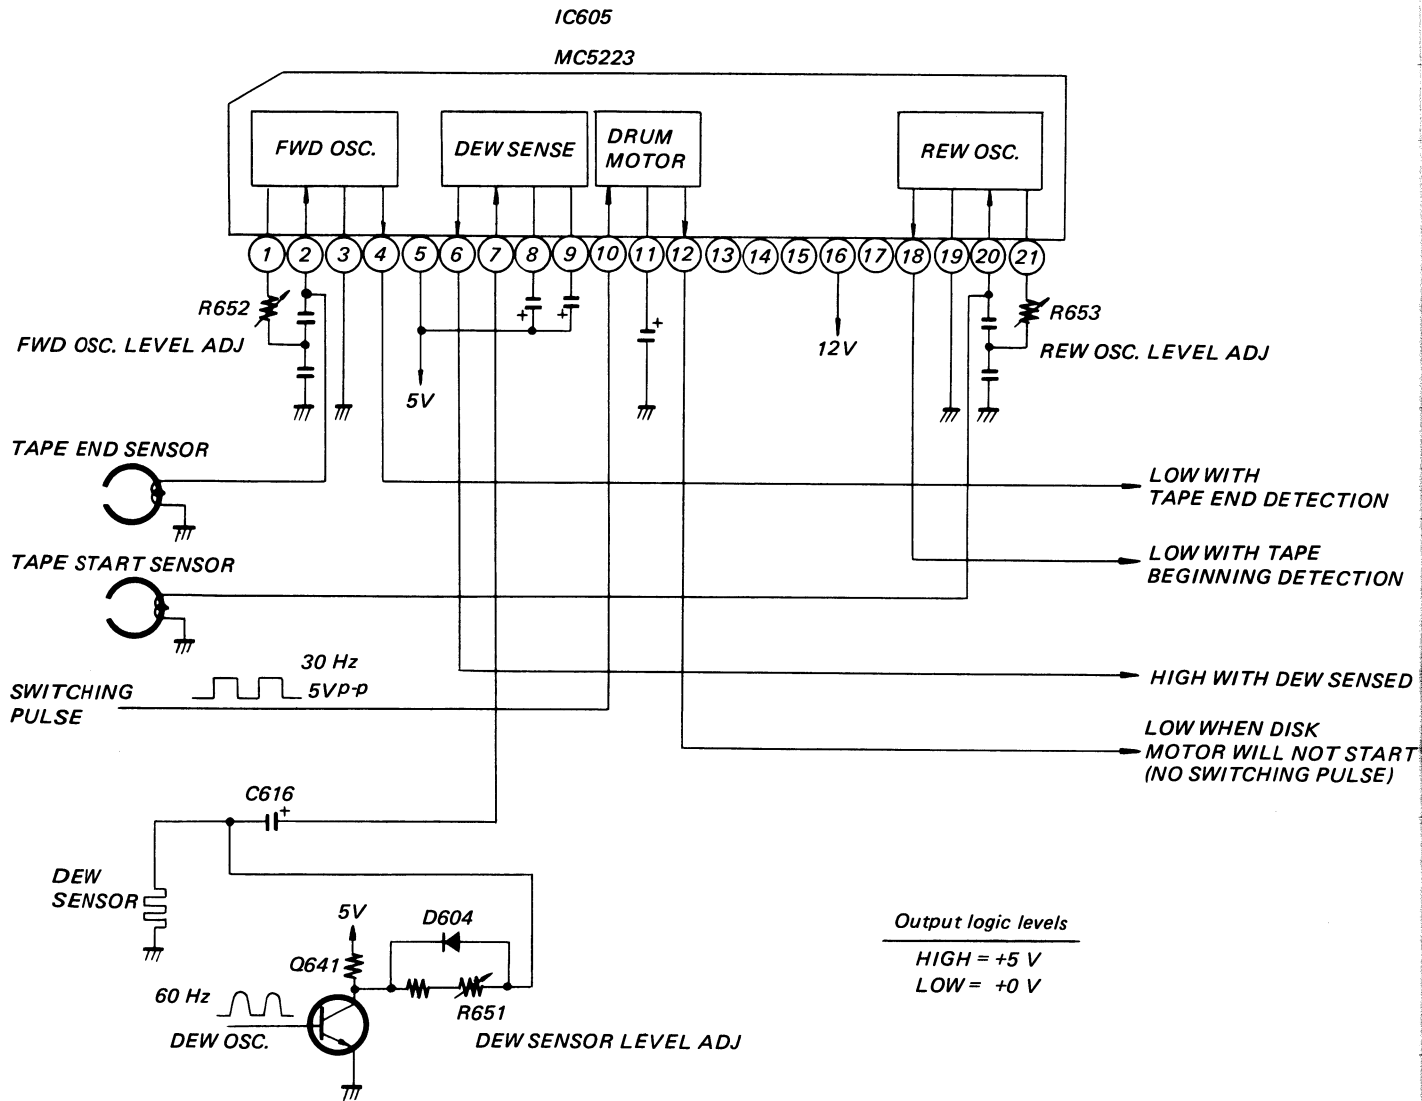 IC605
MC5223
FWD OSC.
DEW SENSE
DRUM
MOTOR
REW OSC.
1 2 3 4 5 6 7 8 9 10 11 12 13 14 15 16 17 18 19 20 21
R652
FWD OSC. LEVEL ADJ
+
+
+
5V
12V
R653
REW OSC. LEVEL ADJ
TAPE END SENSOR
LOW WITH
TAPE END DETECTION
TAPE START SENSOR
LOW WITH TAPE
BEGINNING DETECTION
30 Hz
5Vp-p
SWITCHING
PULSE
HIGH WITH DEW SENSED
LOW WHEN DISK
MOTOR WILL NOT START
(NO SWITCHING PULSE)
C616
+
DEW
SENSOR
5V
D604
Q641
R651
60 Hz
DEW OSC.
DEW SENSOR LEVEL ADJ
Output logic levels
HIGH = +5 V
LOW = +0 V